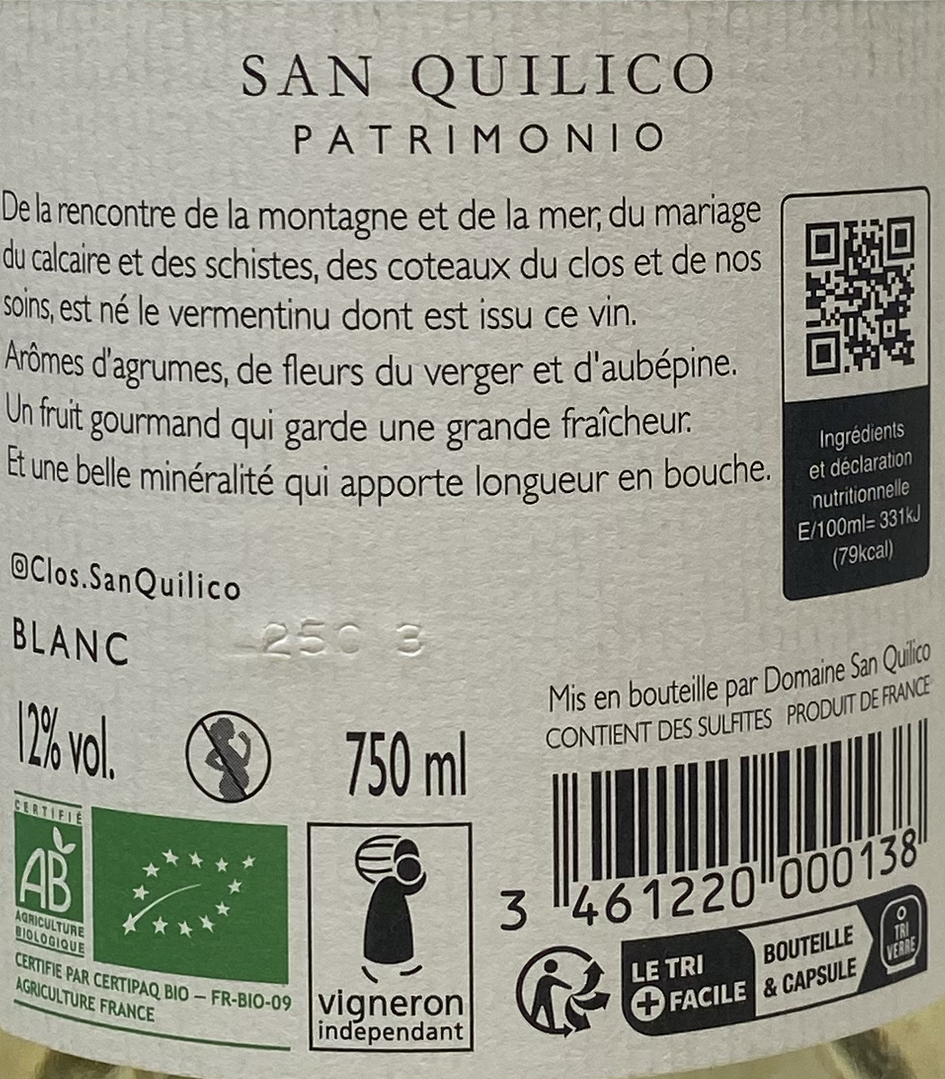 SAN QUILICO
PATRIMONIO
De la rencontre de la montagne et de la mer, du mariage
du calcaire et des schistes, des coteaux du clos et de nos
soins, est né le vermentinu dont est issu ce vin.
Arômes d'agrumes, de fleurs du verger et d'aubépine.
Un fruit gourmand qui garde une grande fraîcheur.
Et une belle minéralité qui apporte longueur en bouche.
Ingrédients
et déclaration
nutritionnelle
E/100ml= 331kJ
(79kcal)
@Clos.SanQuilico
BLANC
Mis en bouteille par Domaine San Quilico
CONTIENT DES SULFITES PRODUIT DE FRANCE
12% vol.
750 ml
3 461220 000138
CERTIFIÉ
AB
AGRICULTURE
BIOLOGIQUE
CERTIFIE PAR CERTIPAQ BIO – FR-BIO-09
AGRICULTURE FRANCE
vigneron
indépendant
LE TRI
+ FACILE
BOUTEILLE
& CAPSULE
TRI
VERRE